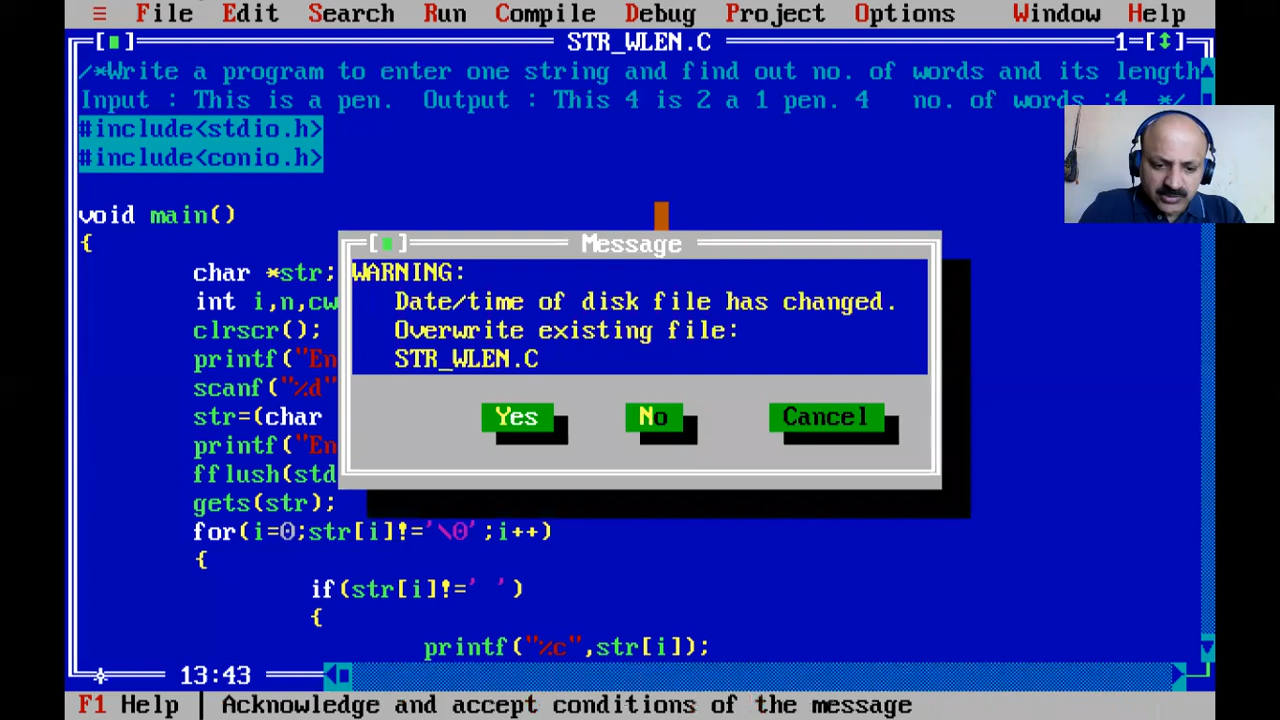 ≡ File Edit Search Run Compile Debug Project Options Window Help
[■] STR_WLEN.C 1=[↕]
/*Write a program to enter one string and find out no. of words and its length
Input : This is a pen.  Output : This 4 is 2 a 1 pen. 4   no. of words :4  */
#include<stdio.h>
#include<conio.h>
void main()
{
char *str;
int i,n,cw
clrscr();
printf("En
scanf("%d"
str=(char
printf("En
fflush(std
gets(str);
for(i=0;str[i]!='\0';i++)
{
if(str[i]!=' ')
{
printf("%c",str[i]);
[■] Message
WARNING:
Date/time of disk file has changed.
Overwrite existing file:
STR_WLEN.C
Yes No Cancel
13:43
F1 Help | Acknowledge and accept conditions of the message